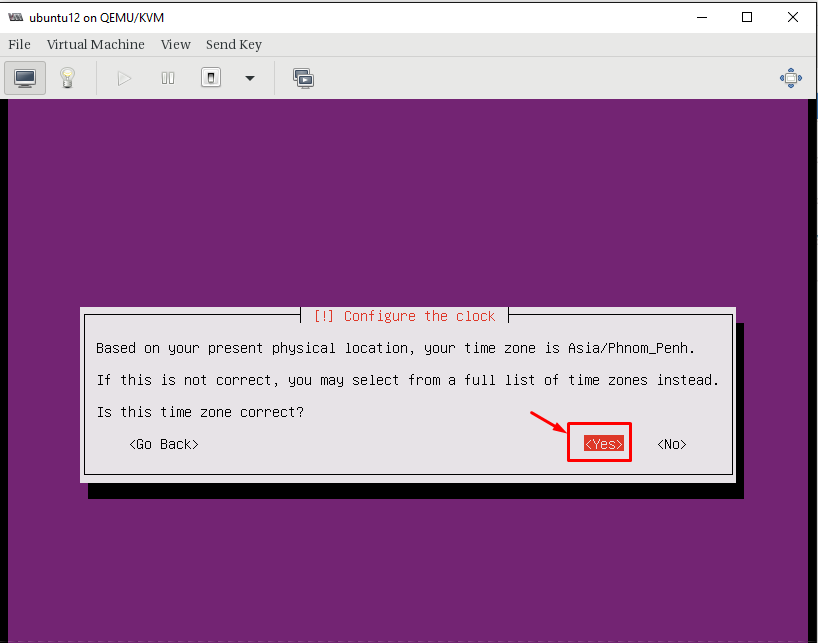 ubuntu12 on QEMU/KVM
File Virtual Machine View Send Key
[!] Configure the clock
Based on your present physical location, your time zone is Asia/Phnom_Penh.
If this is not correct, you may select from a full list of time zones instead.
Is this time zone correct?
<Go Back> <Yes> <No>